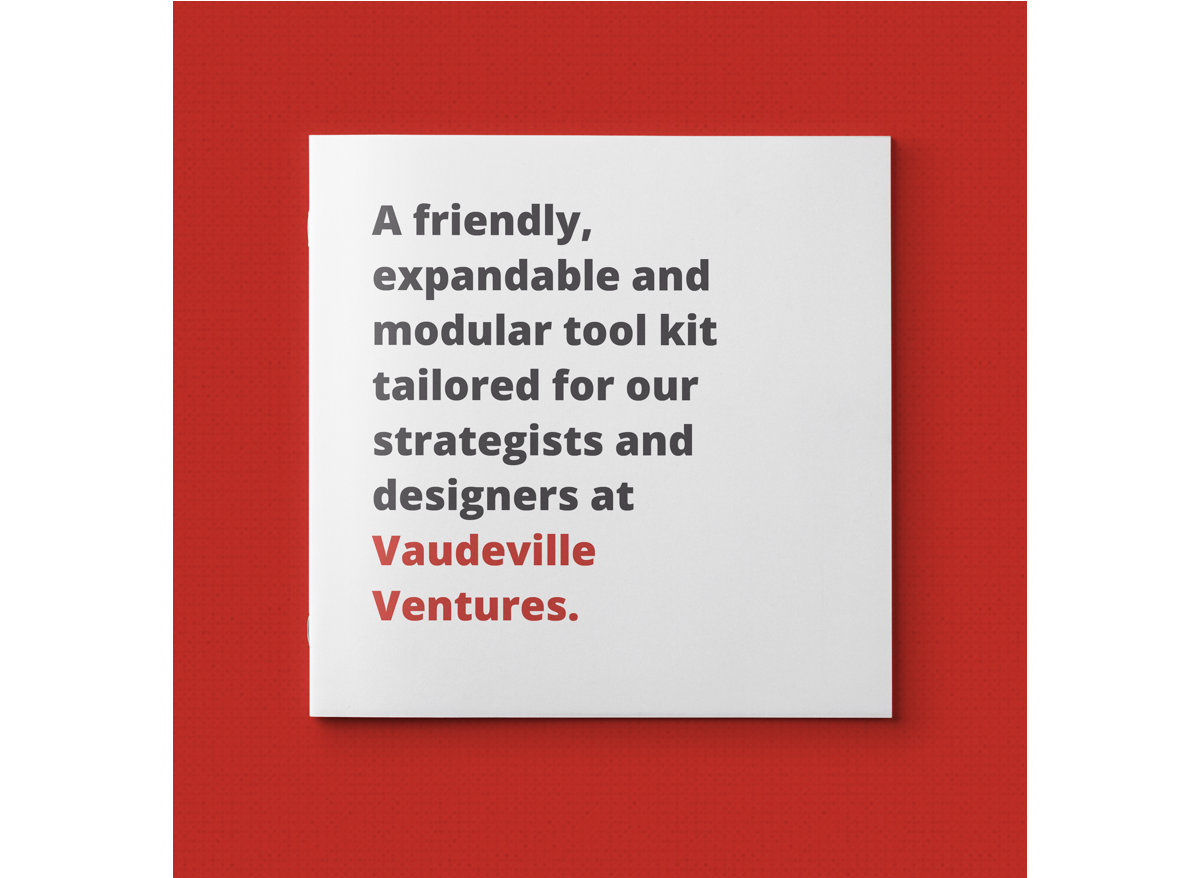 A friendly,
expandable and
modular tool kit
tailored for our
strategists and
designers at
Vaudeville
Ventures.